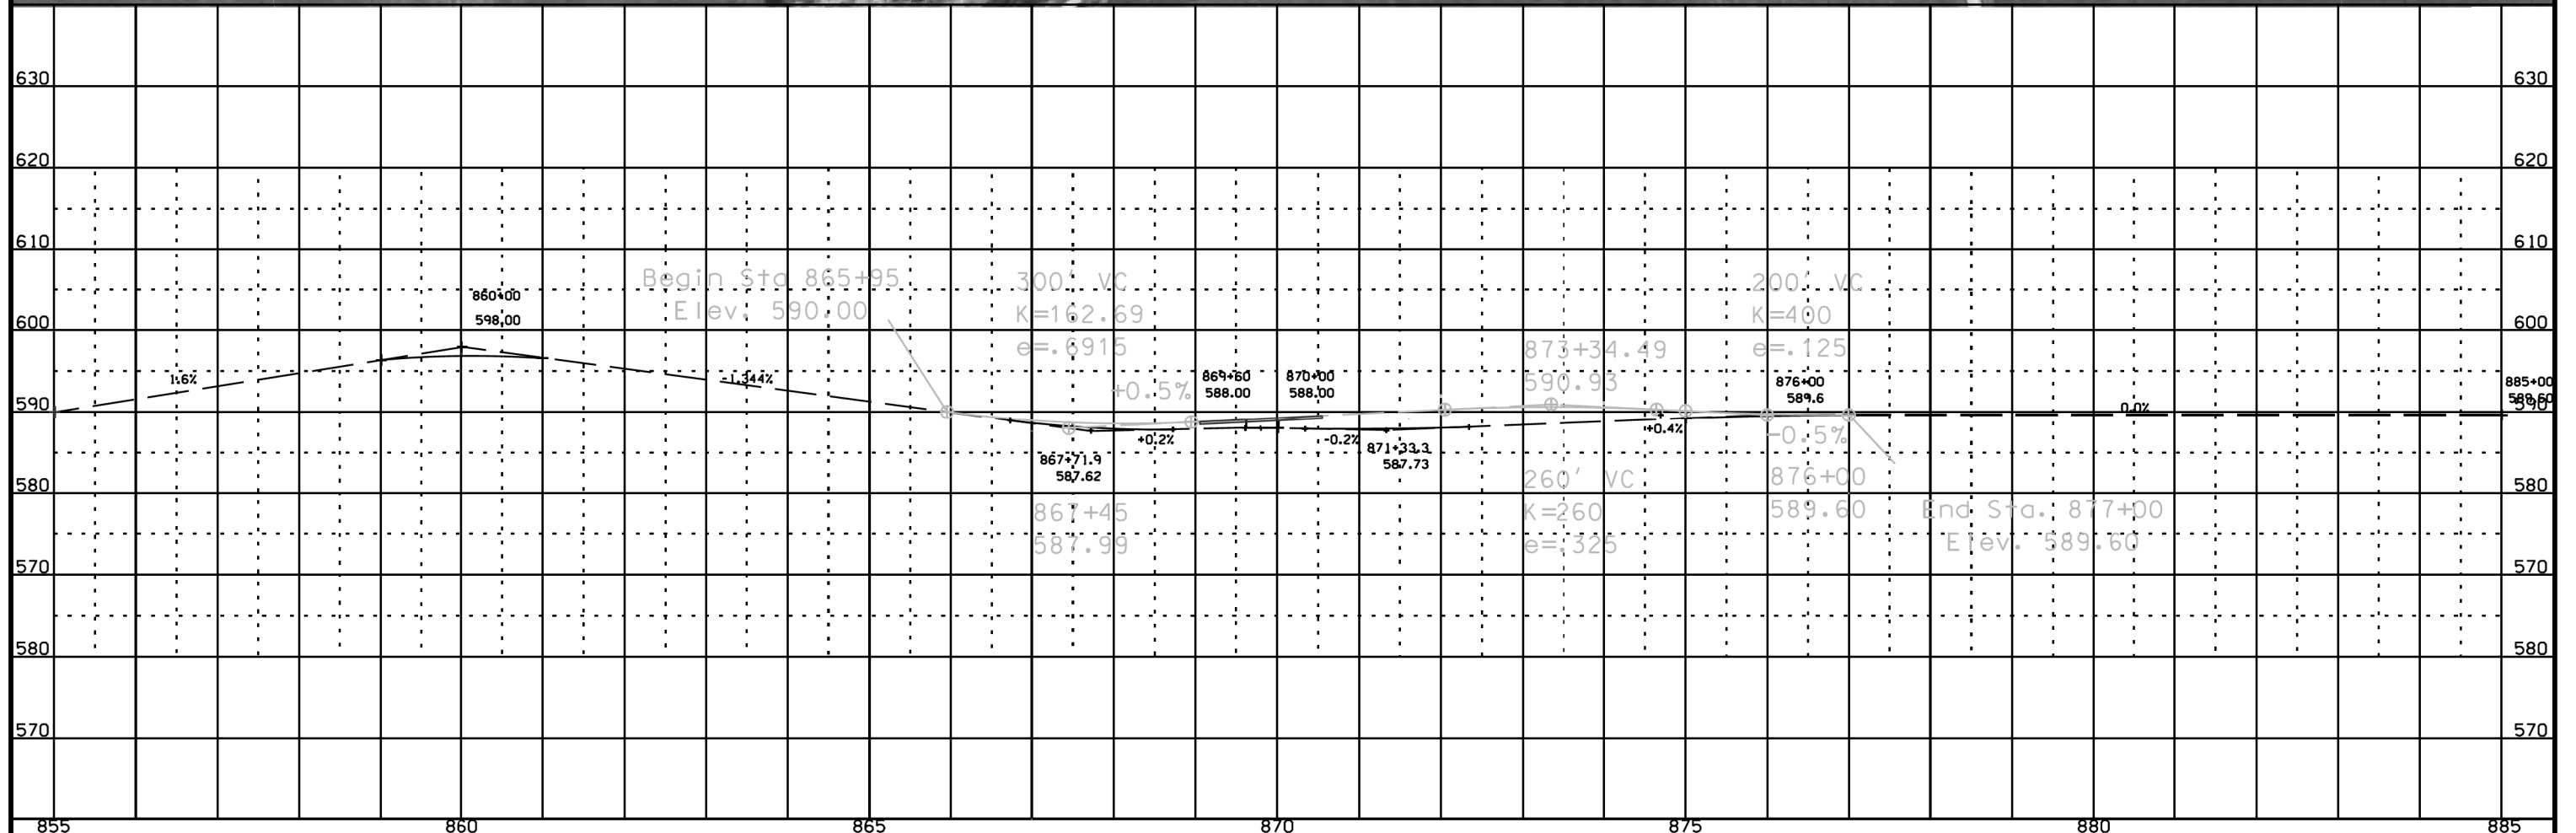 630 630
620 620
610 610
Begin Sta 865+95
Elev. 590.00
300' VC
K=162.69
e=.6915
200' VC
K=400
e=.125
860+00
598.00
600 600
873+34.49
590.93
1.6%
-1.344%
+0.5%
869+60
588.00
870+00
588.00
876+00
589.6
885+00
589.60
590 590
0.0%
+0.2%
-0.2%
+0.4%
-0.5%
871+33.3
587.73
867+71.9
587.62
580 580
260' VC
K=260
e=.325
876+00
589.60
867+45
587.99
End Sta. 877+00
Elev. 589.60
570 570
580 580
570 570
855 860 865 870 875 880 885